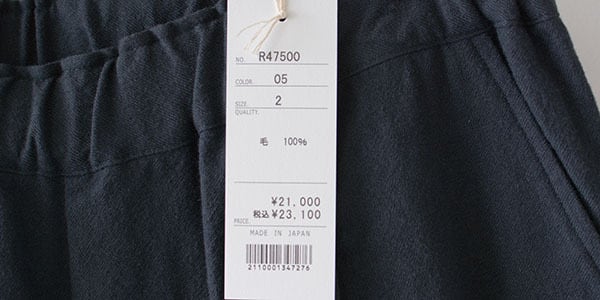 NO. R47500
COLOR. 05
SIZE. 2
QUALITY.
毛 100%
¥21,000
PRICE. 税込¥23,100
MADE IN JAPAN
2110001347276